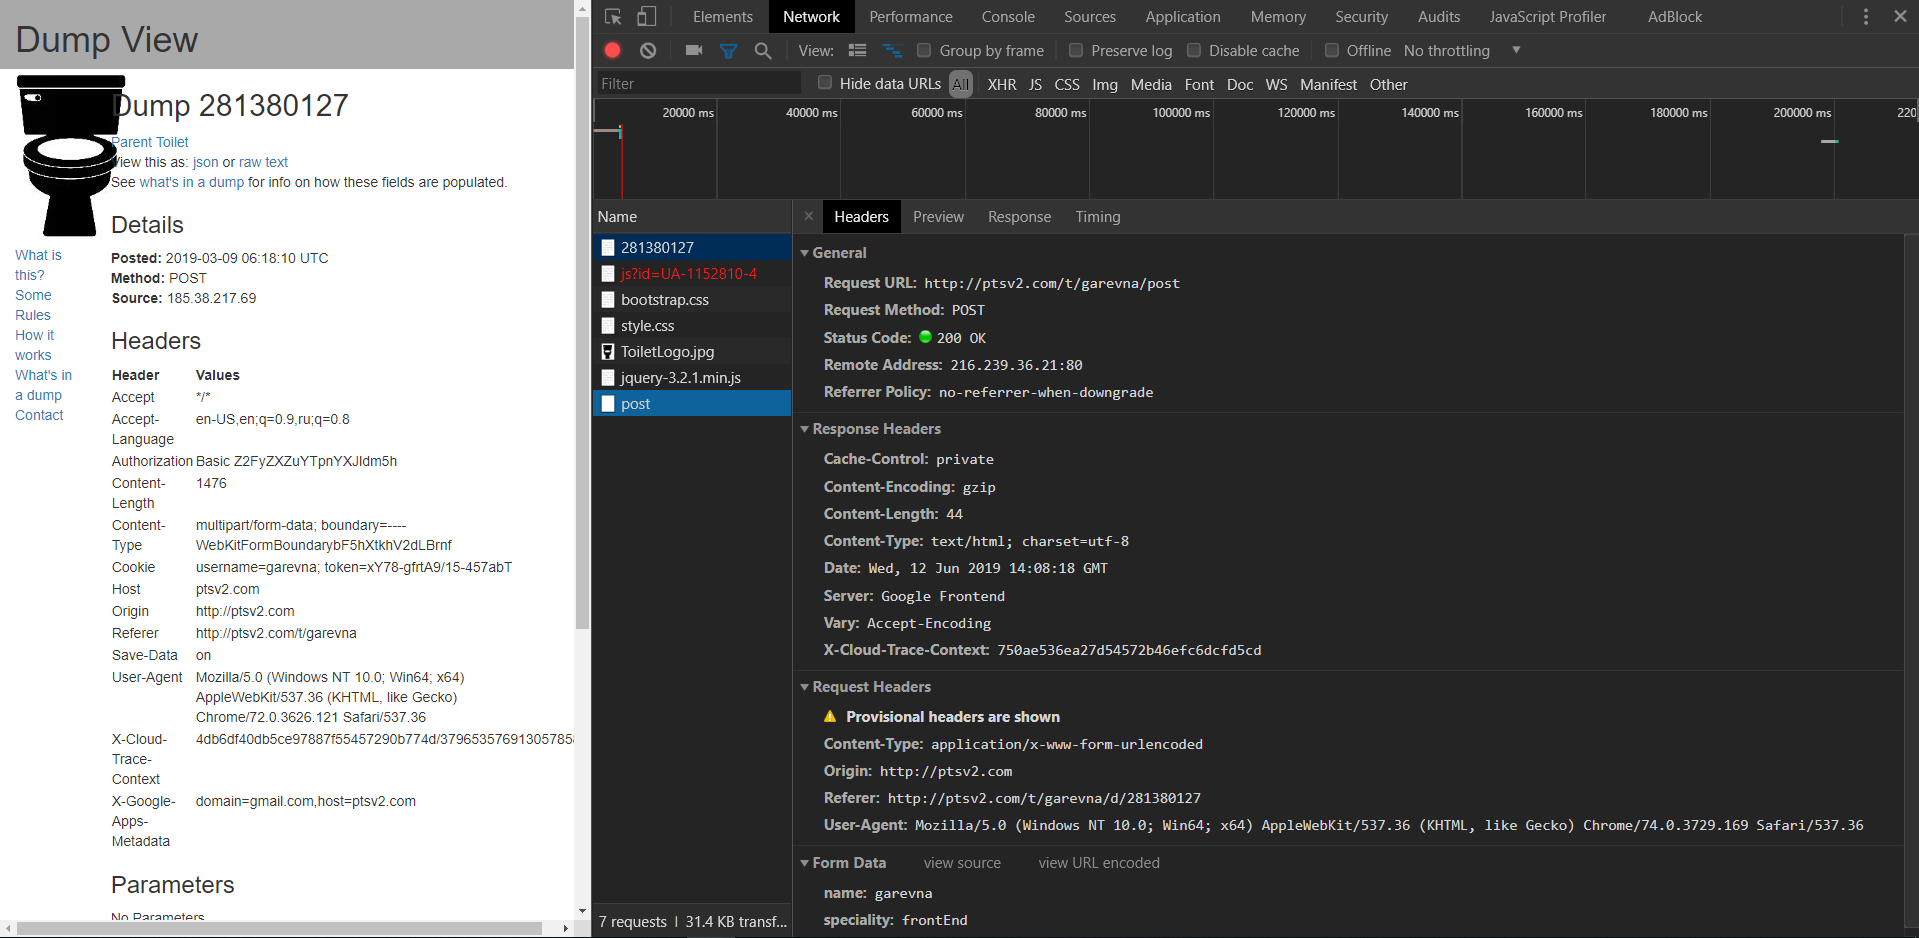 Dump View
Dump 281380127
Parent Toilet
View this as: json or raw text
See what's in a dump for info on how these fields are populated.
What is
this?
Some
Rules
How it
works
What's in
a dump
Contact
Details
Posted: 2019-03-09 06:18:10 UTC
Method: POST
Source: 185.38.217.69
Headers
Header Values
Accept */*
Accept- en-US,en;q=0.9,ru;q=0.8
Language
Authorization Basic Z2FyZXZuYTpnYXJldm5h
Content- 1476
Length
Content- multipart/form-data; boundary=----
Type WebKitFormBoundarybF5hXtkhV2dLBrnf
Cookie username=garevna; token=xY78-gfrtA9/15-457abT
Host ptsv2.com
Origin http://ptsv2.com
Referer http://ptsv2.com/t/garevna
Save-Data on
User-Agent Mozilla/5.0 (Windows NT 10.0; Win64; x64)
AppleWebKit/537.36 (KHTML, like Gecko)
Chrome/72.0.3626.121 Safari/537.36
X-Cloud- 4db6df40db5ce97887f55457290b774d/3796535769130578 5
Trace-
Context
X-Google- domain=gmail.com,host=ptsv2.com
Apps-
Metadata
Parameters
No Parameters
Elements Network Performance Console Sources Application Memory Security Audits JavaScript Profiler AdBlock
View: Group by frame Preserve log Disable cache Offline No throttling
Filter Hide data URLs All XHR JS CSS Img Media Font Doc WS Manifest Other
20000 ms 40000 ms 60000 ms 80000 ms 100000 ms 120000 ms 140000 ms 160000 ms 180000 ms 200000 ms 220
Name
281380127
js?id=UA-1152810-4
bootstrap.css
style.css
ToiletLogo.jpg
jquery-3.2.1.min.js
post
7 requests | 31.4 KB transf...
× Headers Preview Response Timing
General
Request URL: http://ptsv2.com/t/garevna/post
Request Method: POST
Status Code: 200 OK
Remote Address: 216.239.36.21:80
Referrer Policy: no-referrer-when-downgrade
Response Headers
Cache-Control: private
Content-Encoding: gzip
Content-Length: 44
Content-Type: text/html; charset=utf-8
Date: Wed, 12 Jun 2019 14:08:18 GMT
Server: Google Frontend
Vary: Accept-Encoding
X-Cloud-Trace-Context: 750ae536ea27d54572b46efc6dcfd5cd
Request Headers
Provisional headers are shown
Content-Type: application/x-www-form-urlencoded
Origin: http://ptsv2.com
Referer: http://ptsv2.com/t/garevna/d/281380127
User-Agent: Mozilla/5.0 (Windows NT 10.0; Win64; x64) AppleWebKit/537.36 (KHTML, like Gecko) Chrome/74.0.3729.169 Safari/537.36
Form Data view source view URL encoded
name: garevna
speciality: frontEnd